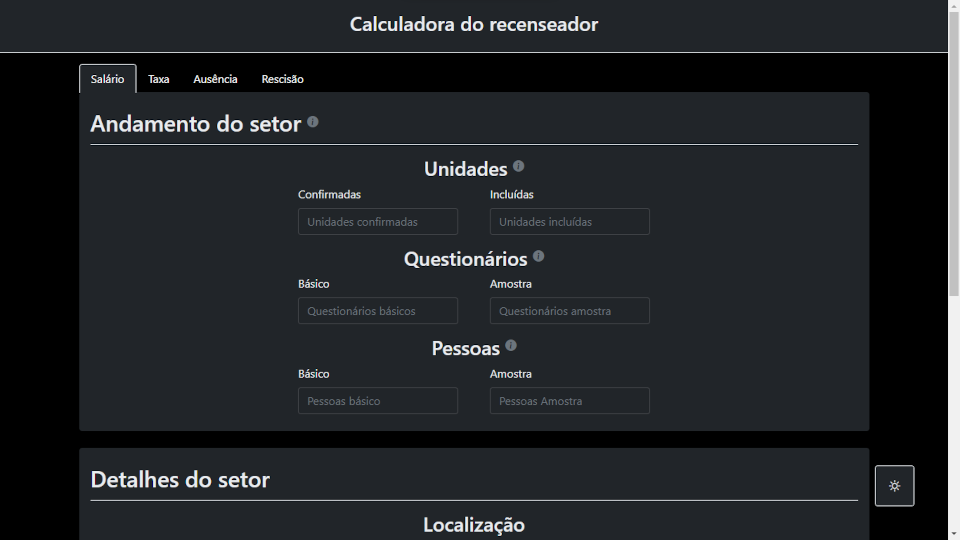 Calculadora do recenseador
Salário Taxa Ausência Rescisão
Andamento do setor
Unidades
Confirmadas Incluídas
Unidades confirmadas Unidades incluídas
Questionários
Básico Amostra
Questionários básicos Questionários amostra
Pessoas
Básico Amostra
Pessoas básico Pessoas Amostra
Detalhes do setor
Localização